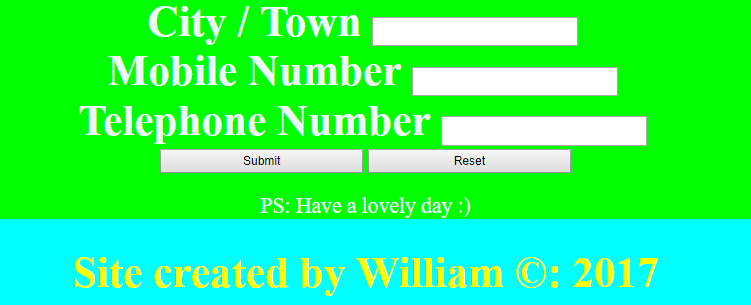 City / Town
Mobile Number
Telephone Number
Submit Reset
PS: Have a lovely day :)
Site created by William ©: 2017